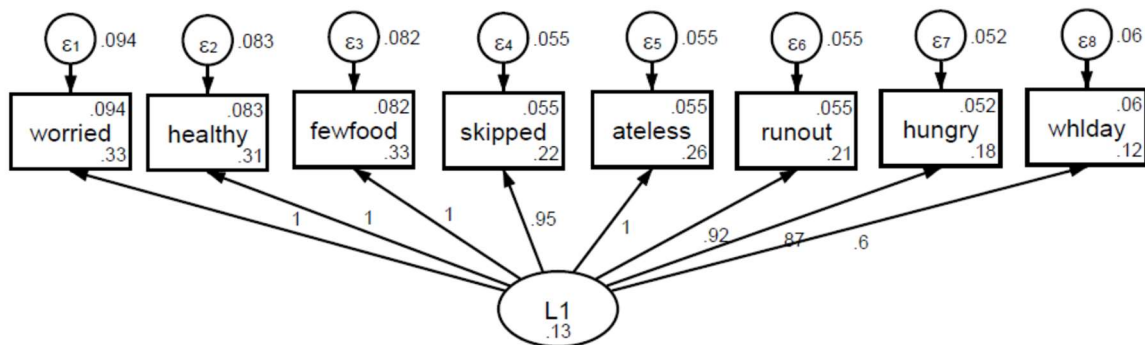 ε1 .094 ε2 .083 ε3 .082 ε4 .055 ε5 .055 ε6 .055 ε7 .052 ε8 .06
.094 .083 .082 .055 .055 .055 .052 .06
worried healthy fewfood skipped ateless runout hungry whlday
.33 .31 .33 .22 .26 .21 .18 .12
1 1 1 .95 1 .92 .87 .6
L1
.13